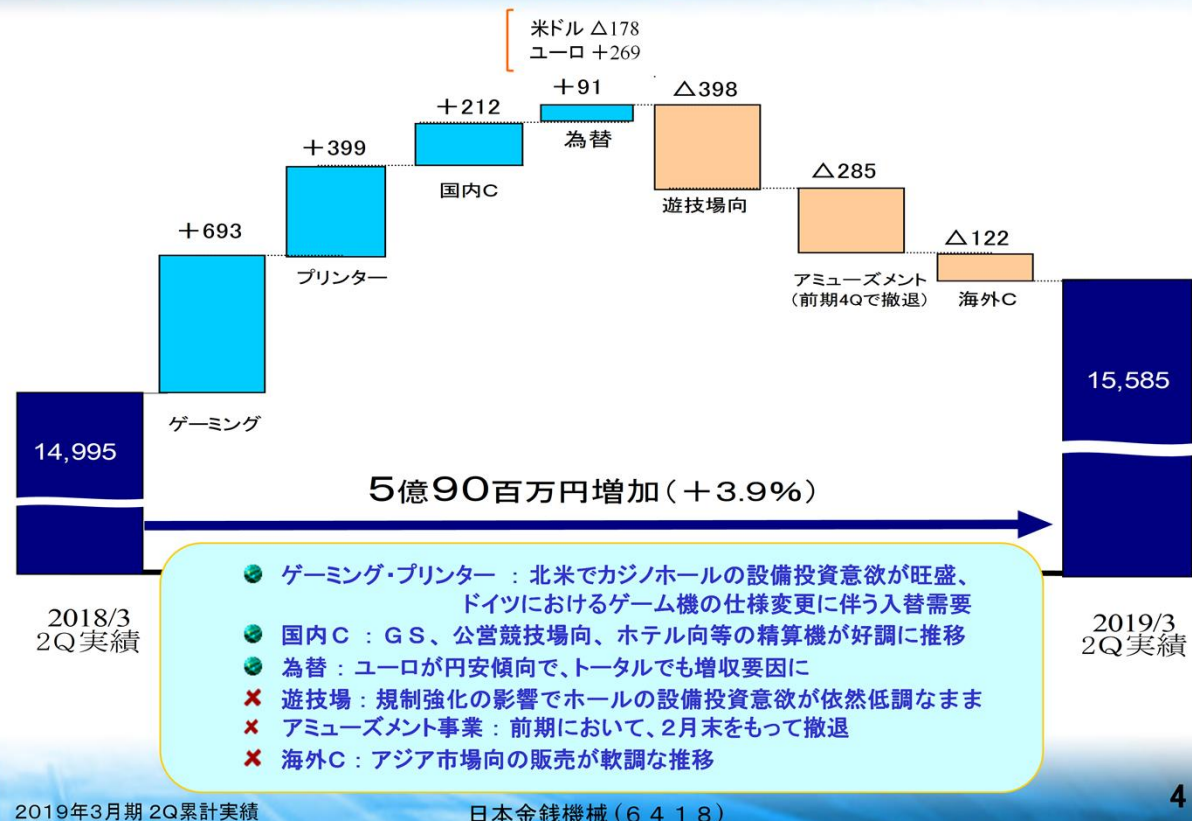 米ドル △178
ユーロ +269
+693
ゲーミング
+399
プリンター
+212
国内C
+91
為替
△398
遊技場向
△285
アミューズメント
(前期4Qで撤退)
△122
海外C
14,995
15,585
5億90百万円増加(+3.9%)
2018/3
2Q実績
2019/3
2Q実績
ゲーミング・プリンター : 北米でカジノホールの設備投資意欲が旺盛、
ドイツにおけるゲーム機の仕様変更に伴う入替需要
国内C : GS、公営競技場向、ホテル向等の精算機が好調に推移
為替 : ユーロが円安傾向で、トータルでも増収要因に
遊技場 : 規制強化の影響でホールの設備投資意欲が依然低調なまま
アミューズメント事業 : 前期において、2月末をもって撤退
海外C : アジア市場向の販売が軟調な推移
2019年3月期 2Q累計実績
日本金銭機械(6418)
4